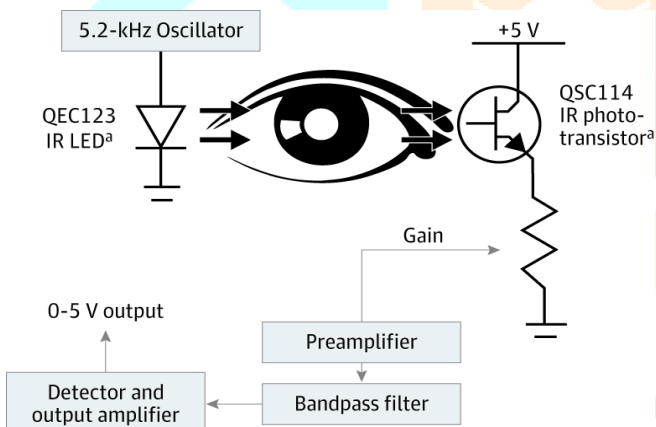 5.2-kHz Oscillator
+5 V
QEC123
IR LEDa
QSC114
IR photo-
transistora
Gain
0-5 V output
Preamplifier
Detector and
output amplifier
Bandpass filter